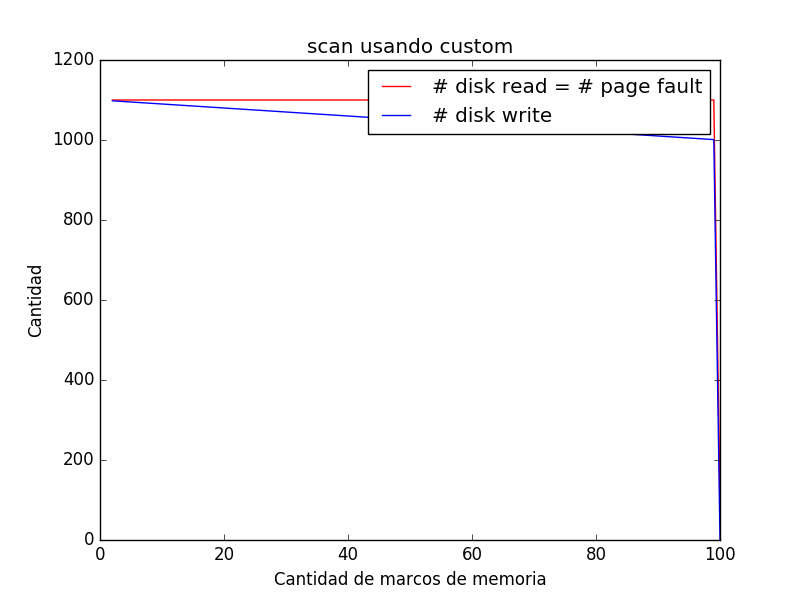 scan usando custom
1200
1000
800
600
400
200
0
Cantidad
# disk read = # page fault
# disk write
0 20 40 60 80 100
Cantidad de marcos de memoria